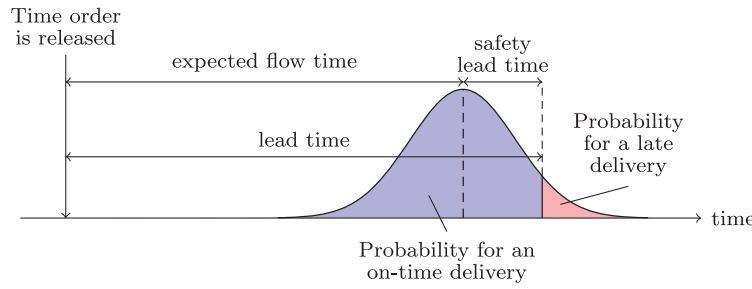 Time order
is released
expected flow time
safety
lead time
lead time
Probability
for a late
delivery
time
Probability for an
on-time delivery